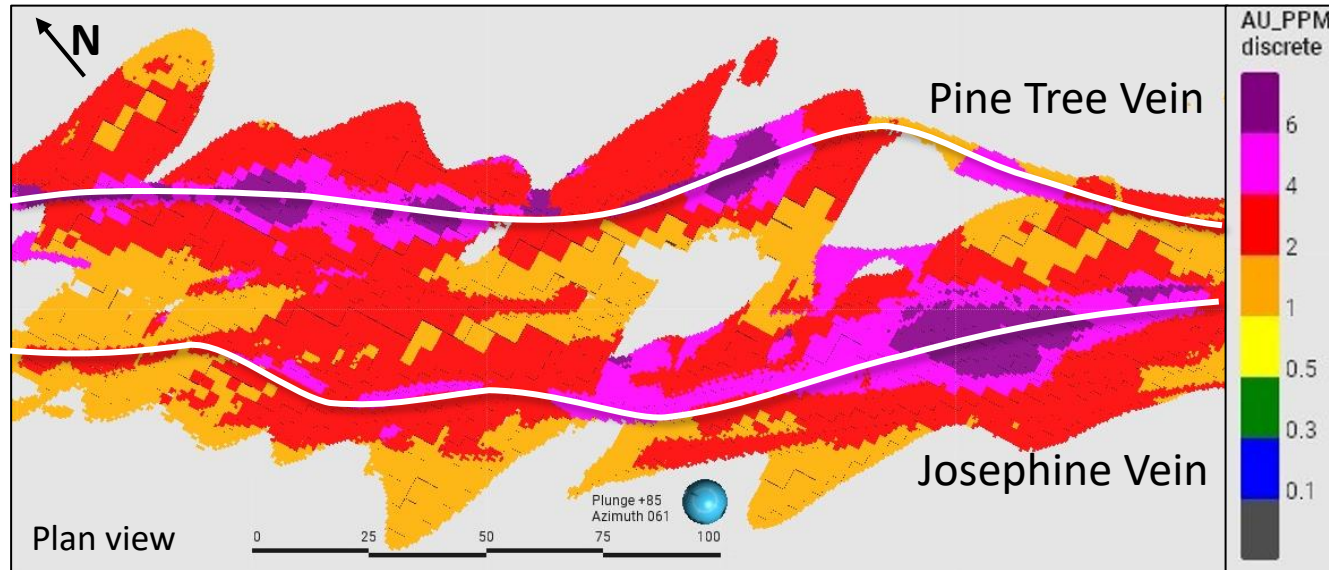 N
Pine Tree Vein
Josephine Vein
Plunge +85
Azimuth 061
Plan view
0 25 50 75 100
AU_PPM
discrete
6
4
2
1
0.5
0.3
0.1